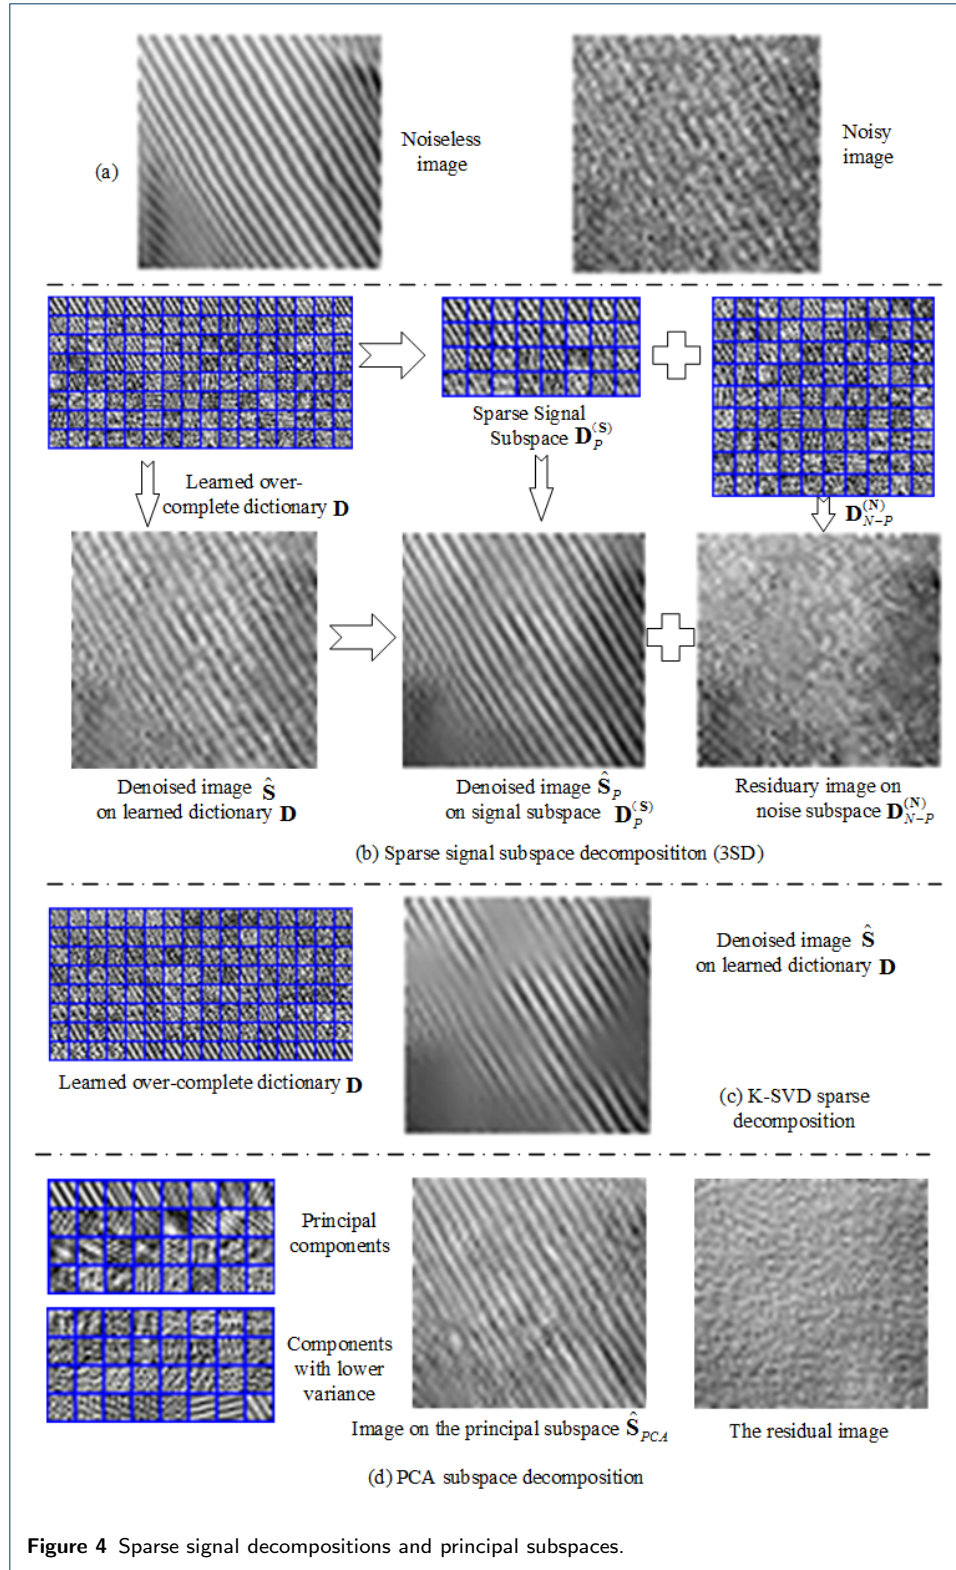 (a)
Noiseless
image
Noisy
image
Sparse Signal
Subspace D_P^(S)
Learned over-
complete dictionary D
D_{N-P}^(N)
Denoised image Ŝ
on learned dictionary D
Denoised image Ŝ_P
on signal subspace D_P^(S)
Residuary image on
noise subspace D_{N-P}^(N)
(b) Sparse signal subspace decomposititon (3SD)
Denoised image Ŝ
on learned dictionary D
Learned over-complete dictionary D
(c) K-SVD sparse
decomposition
Principal
components
Components
with lower
variance
Image on the principal subspace Ŝ_PCA
The residual image
(d) PCA subspace decomposition
Figure 4 Sparse signal decompositions and principal subspaces.